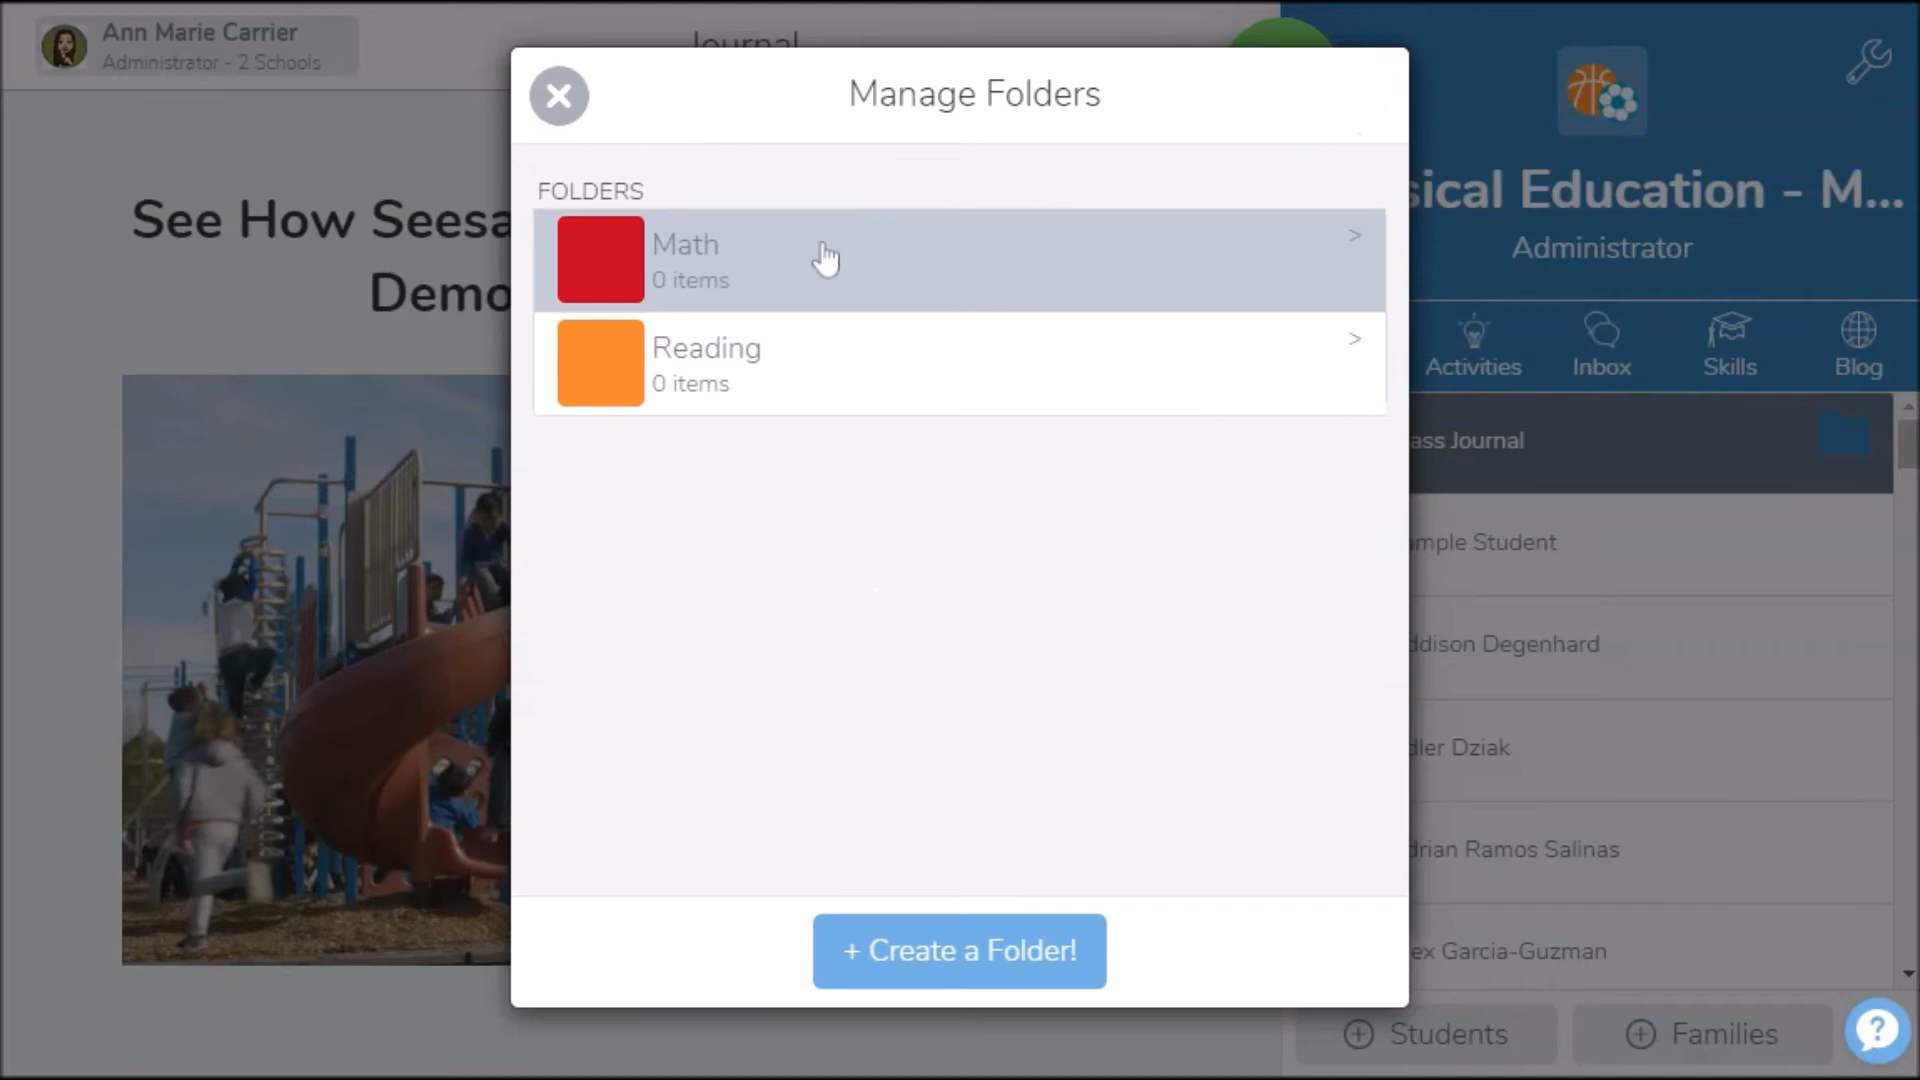 Ann Marie Carrier
Administrator - 2 Schools
Journal
Manage Folders
FOLDERS
Math
0 items
>
Reading
0 items
>
+ Create a Folder!
See How Seesa
Demo
sical Education - M...
Administrator
Activities
Inbox
Skills
Blog
ass Journal
mple Student
ddison Degenhard
dler Dziak
drian Ramos Salinas
ex Garcia-Guzman
Students
Families
?